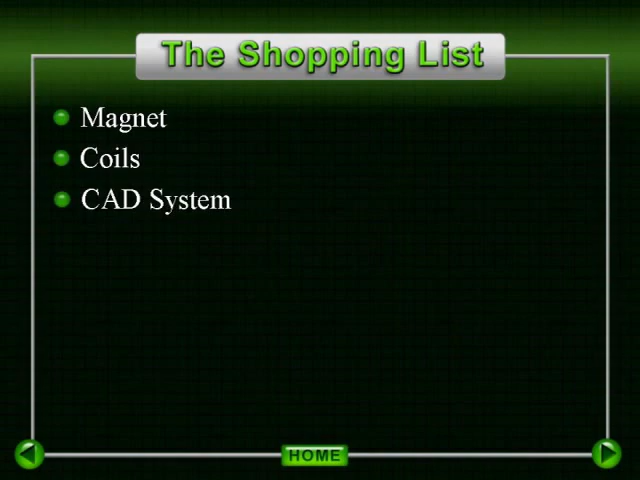 The Shopping List
Magnet
Coils
CAD System
HOME